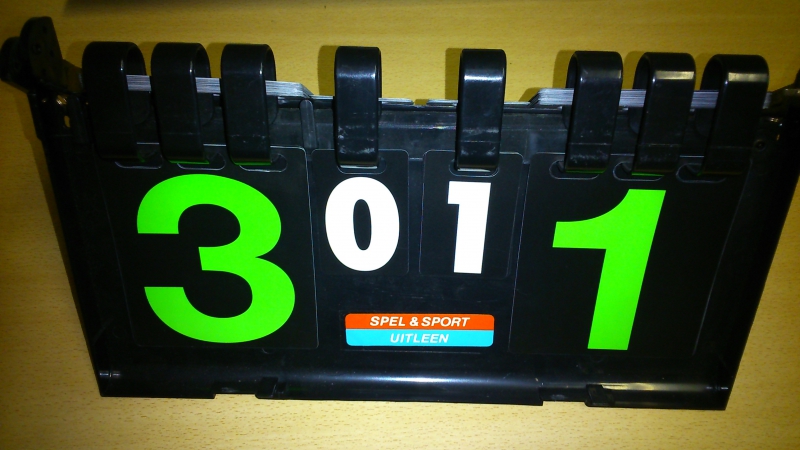 3 0 1 1
SPEL & SPORT
UITLEEN